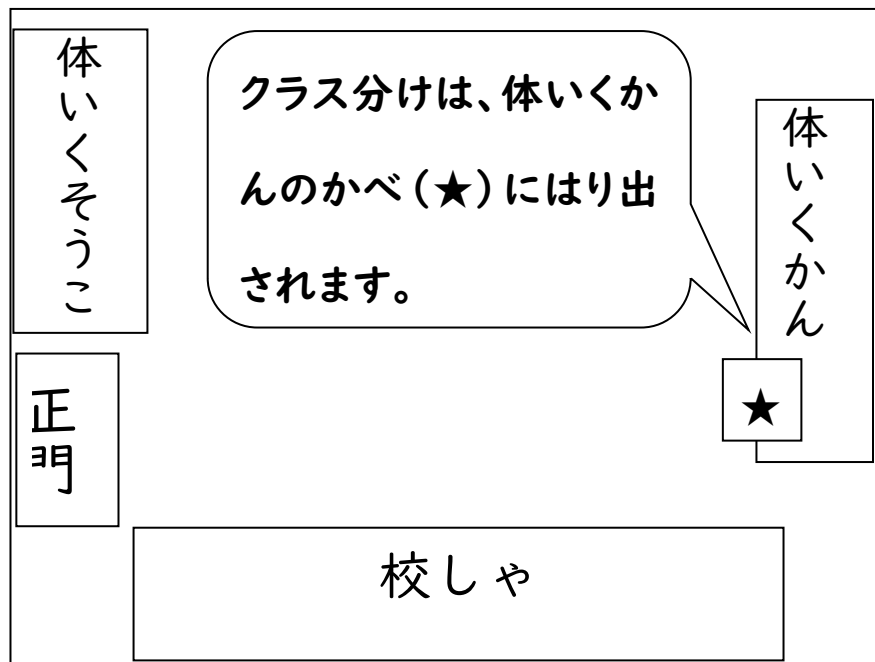 体いくそうこ
クラス分けは、体いくか
んのかべ(★)にはり出
されます。
体いくかん
★
正門
校しゃ